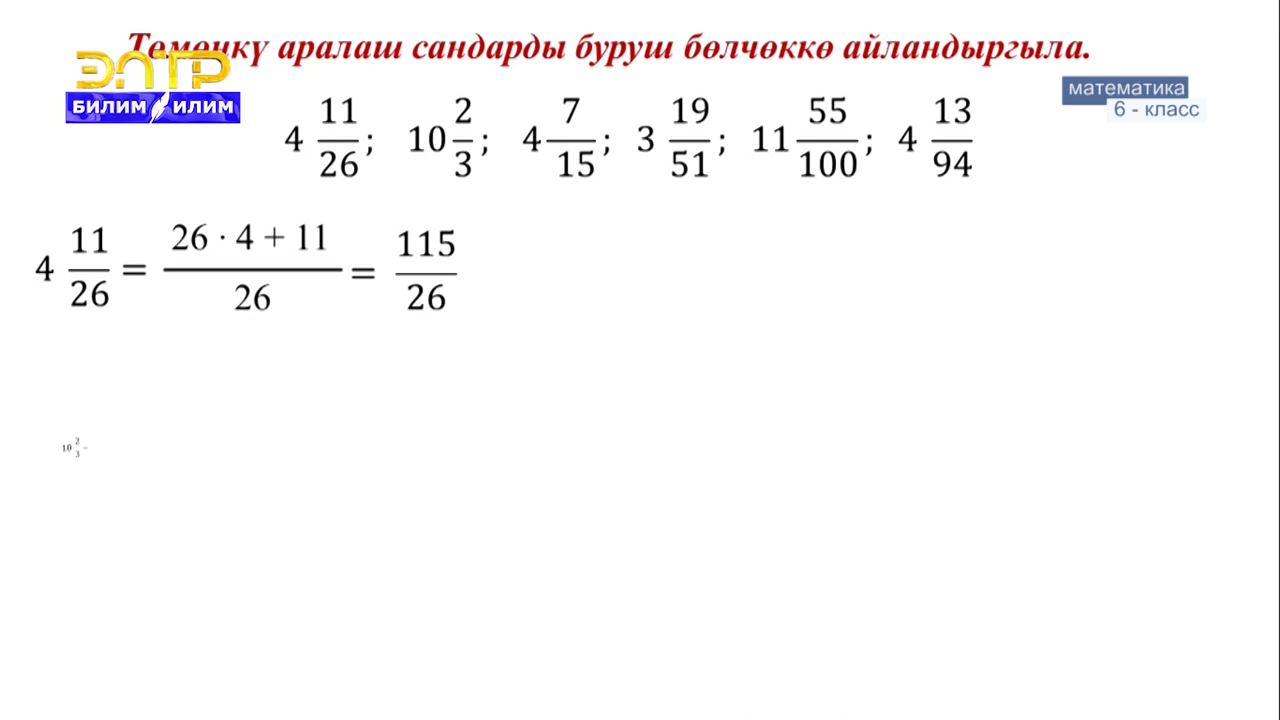 Төмөнкү аралаш сандарды буруш бөлчөккө айландыргыла.
ЭЛТР
БИЛИМ ИЛИМ
математика
6 - класс
4 11/26; 10 2/3; 4 7/15; 3 19/51; 11 55/100; 4 13/94
4 11/26 = (26 · 4 + 11)/26 = 115/26
10 2/3 =